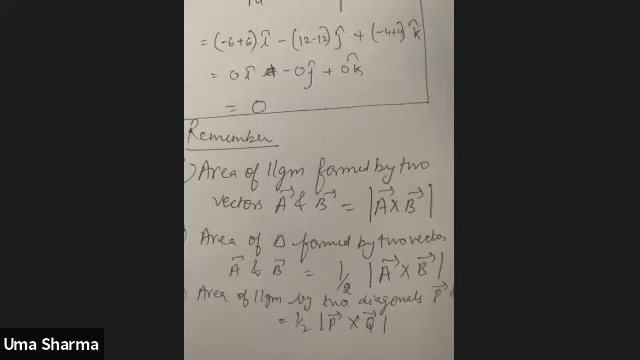 = (-6+6) î - (12-12) ĵ + (-4+4) k̂
= 0 î - 0 ĵ + 0 k̂
= 0
Remember
) Area of ||gm formed by two
vectors A⃗ & B⃗ = |A⃗ X B⃗|
) Area of Δ formed by two vector
A⃗ & B⃗ = 1/2 |A⃗ X B⃗|
) Area of ||gm by two diagonals P⃗
= 1/2 |P⃗ X Q⃗|
Uma Sharma